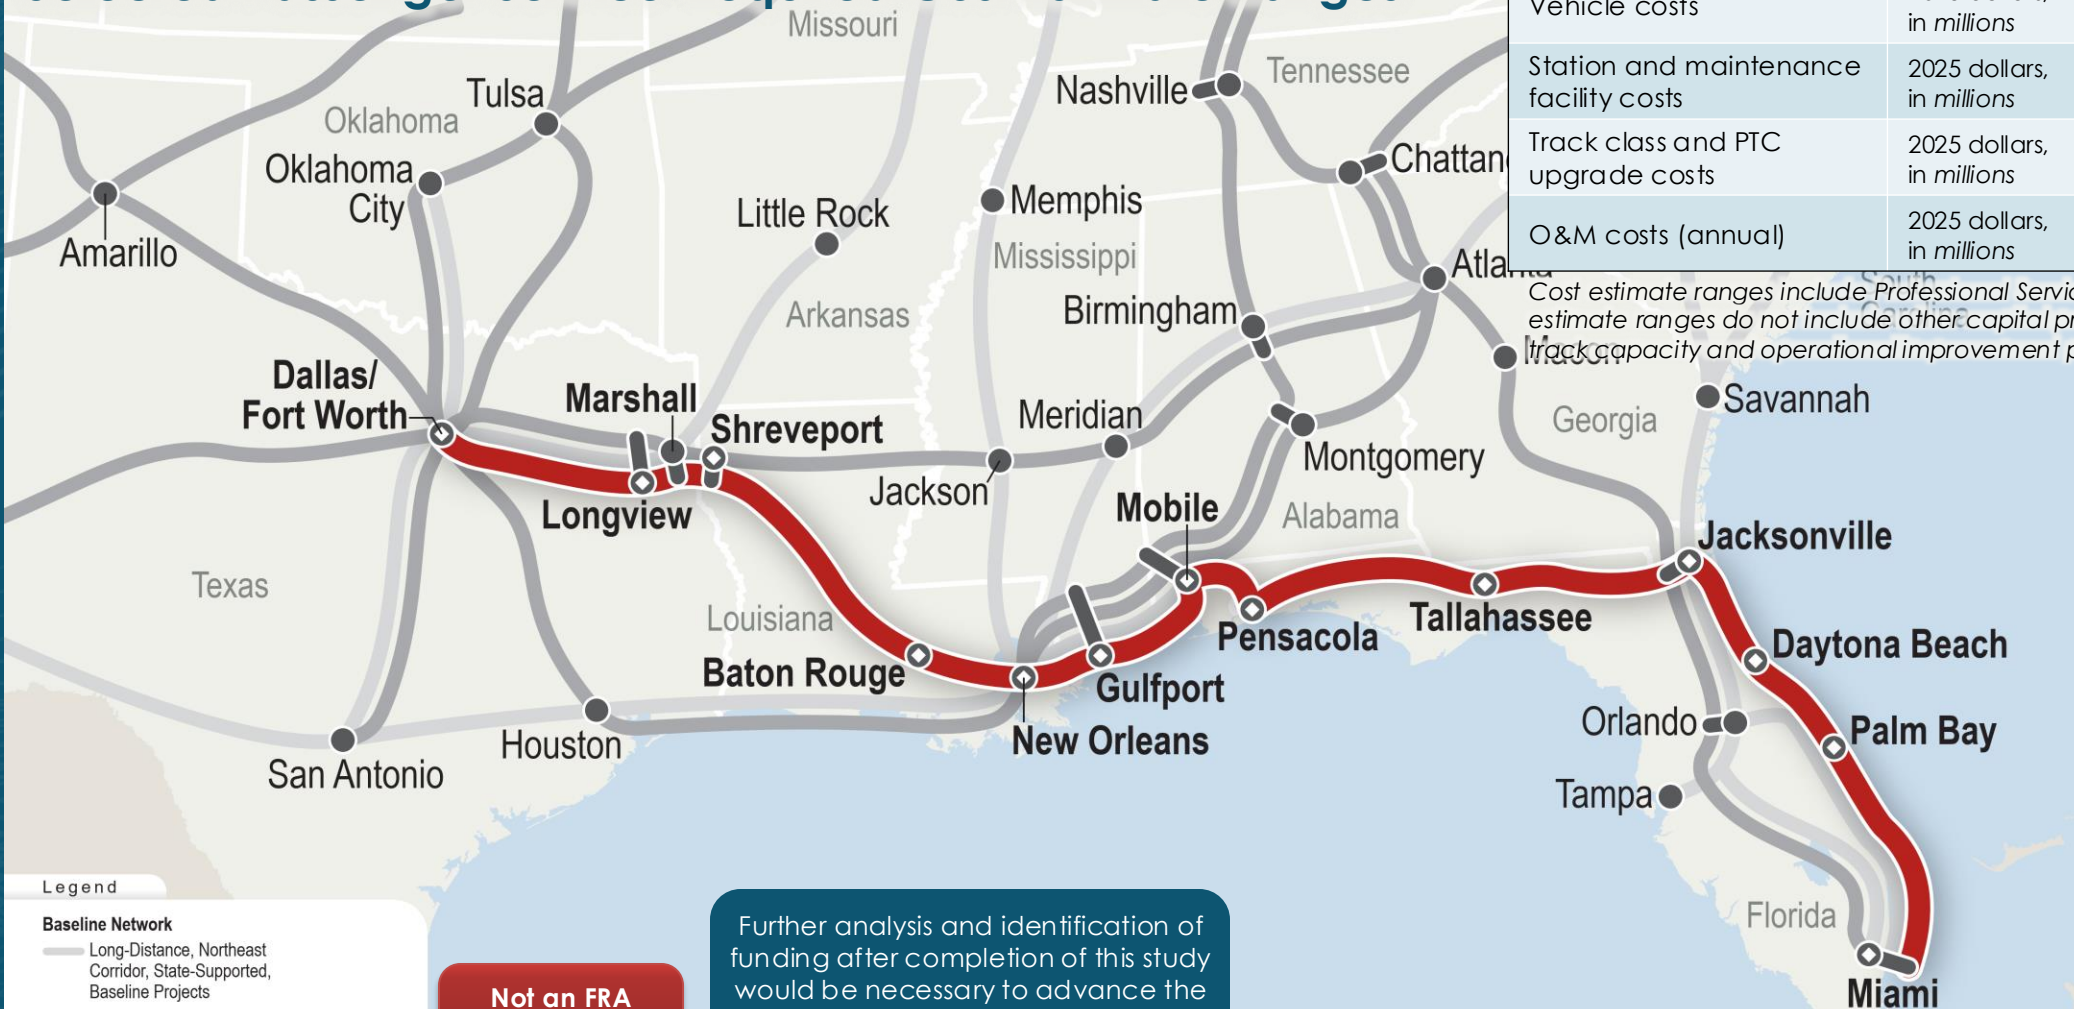 Missouri
Tulsa
Oklahoma
Oklahoma
City
Amarillo
Little Rock
Arkansas
Nashville
Tennessee
Memphis
Mississippi
Birmingham
Meridian
Jackson
Montgomery
Alabama
Georgia
Savannah
Dallas/
Fort Worth
Marshall
Shreveport
Longview
Mobile
Jacksonville
Texas
Louisiana
Baton Rouge
Gulfport
New Orleans
Pensacola
Tallahassee
Daytona Beach
Orlando
Palm Bay
Tampa
Houston
San Antonio
Florida
Miami
Vehicle costs
in millions
Station and maintenance
facility costs
2025 dollars,
in millions
Track class and PTC
upgrade costs
2025 dollars,
in millions
O&M costs (annual)
2025 dollars,
in millions
Cost estimate ranges include Professional
estimate ranges do not include other capital
track capacity and operational improvement
Legend
Baseline Network
Long-Distance, Northeast
Corridor, State-Supported,
Baseline Projects
Not an FRA
Further analysis and identification of
funding after completion of this study
would be necessary to advance the